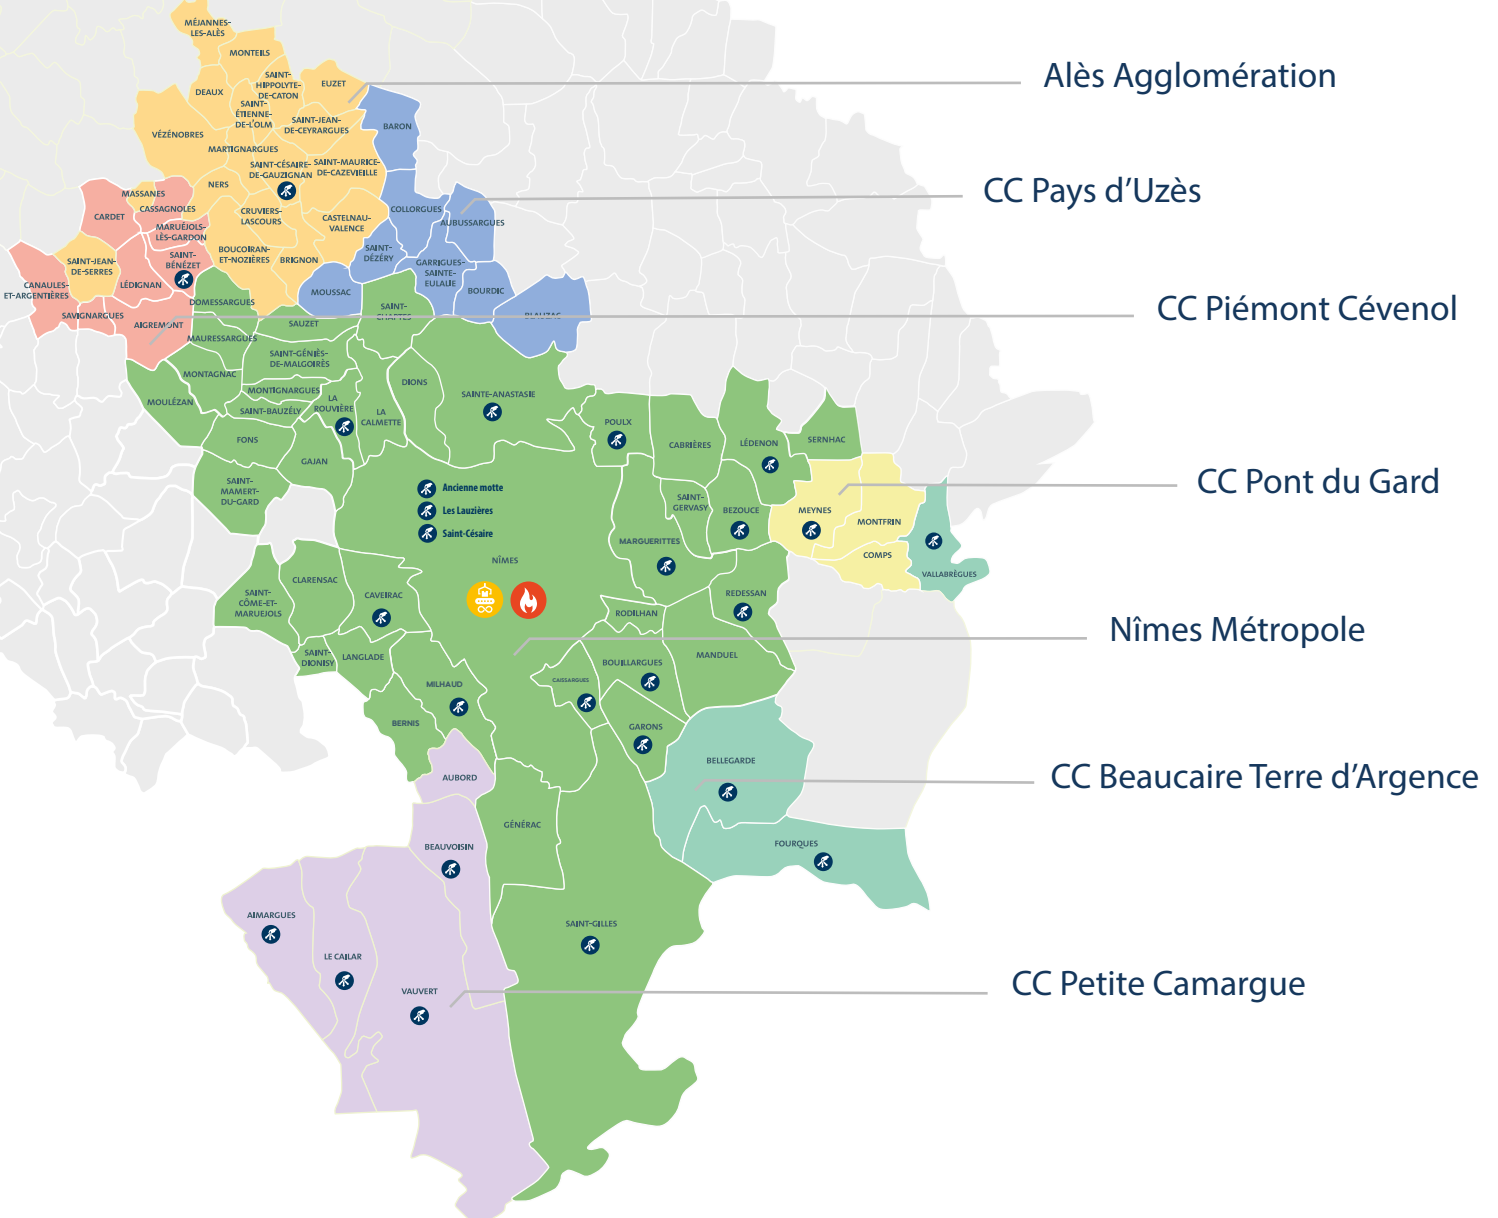 MÉJANNES-
LES-ALÈS
MONTEILS
SAINT-
HIPPOLYTE-
DE-CATON
EUZET
DEAUX
SAINT-
ÉTIENNE-
DE-L'OLM
SAINT-JEAN-
DE-CEYRARGUES
VÉZÉNOBRES
MARTIGNARGUES
SAINT-CÉSAIRE-
DE-GAUZIGNAN
SAINT-MAURICE-
DE-CAZEVIEILLE
NERS
CRUVIERS-
LASCOURS
CASTELNAU-
VALENCE
BOUCOIRAN-
ET-NOZIÈRES
BRIGNON
Alès Agglomération
BARON
COLLORGUES
AUBUSSARGUES
SAINT-
DÉZÉRY
GARRIGUES-
SAINTE-
EULALIE
BOURDIC
MOUSSAC
BLAUZAC
CC Pays d'Uzès
MASSANES
CARDET
CASSAGNOLES
MARUÉJOLS-
LÈS-GARDON
SAINT-JEAN-
DE-SERRES
SAINT-
BÉNÉZET
LÉDIGNAN
CANAULES-
ET-ARGENTIÈRES
SAVIGNARGUES
AIGREMONT
CC Piémont Cévenol
DOMESSARGUES
SAUZET
SAINT-
CHAPTES
MAURESSARGUES
SAINT-GÉNIÈS-
DE-MALGOIRÈS
MONTAGNAC
MONTIGNARGUES
MOULÉZAN
SAINT-BAUZÉLY
LA
ROUVIÈRE
LA
CALMETTE
DIONS
SAINTE-ANASTASIE
FONS
GAJAN
SAINT-
MAMERT-
DU-GARD
POULX
CABRIÈRES
LÉDENON
SERNHAC
SAINT-
GERVASY
BEZOUCE
MARGUERITTES
MEYNES
MONTFRIN
COMPS
CC Pont du Gard
VALLABRÈGUES
Ancienne motte
Les Lauzières
Saint-Césaire
NÎMES
CLARENSAC
SAINT-
CÔME-ET-
MARUEJOLS
CAVEIRAC
SAINT-
DIONISY
LANGLADE
MILHAUD
BERNIS
REDESSAN
RODILHAN
BOUILLARGUES
MANDUEL
CAISSARGUES
GARONS
Nîmes Métropole
BELLEGARDE
FOURQUES
CC Beaucaire Terre d'Argence
AUBORD
GÉNÉRAC
BEAUVOISIN
AIMARGUES
LE CAILAR
VAUVERT
SAINT-GILLES
CC Petite Camargue